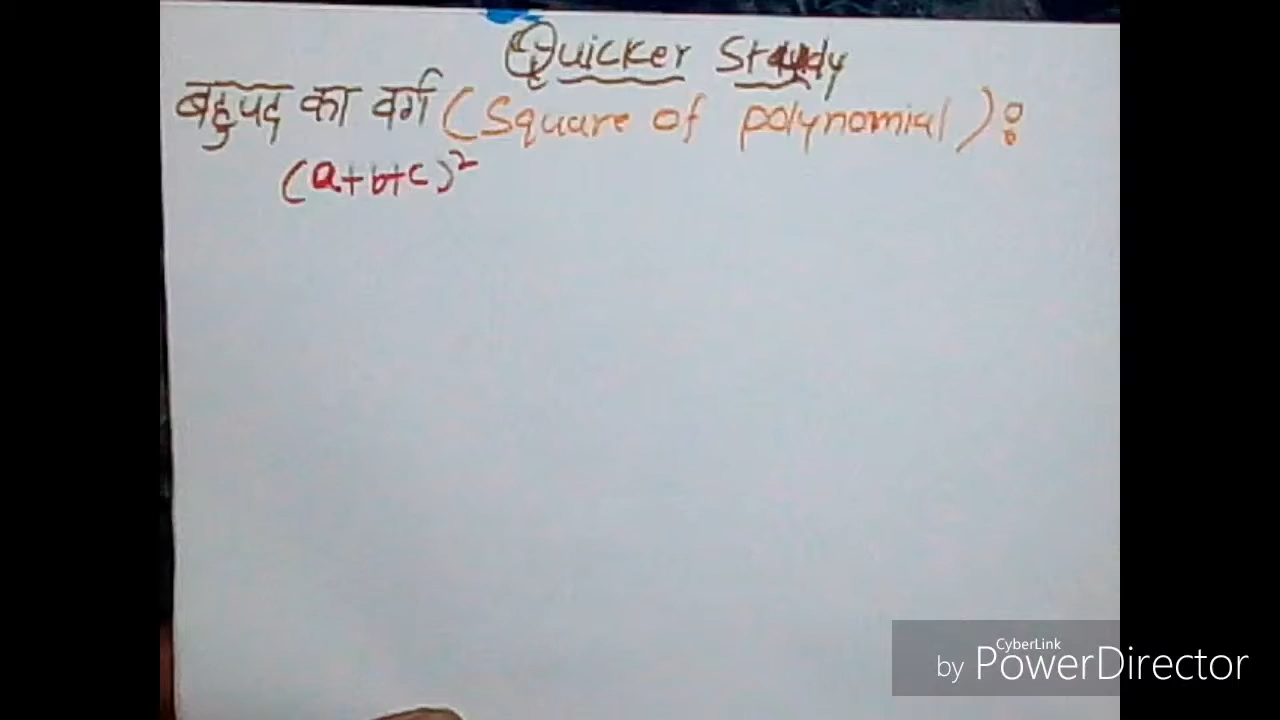 Quicker Study
बहुपद का वर्ग (Square of polynomial):
(a+b+c)²
CyberLink
by PowerDirector